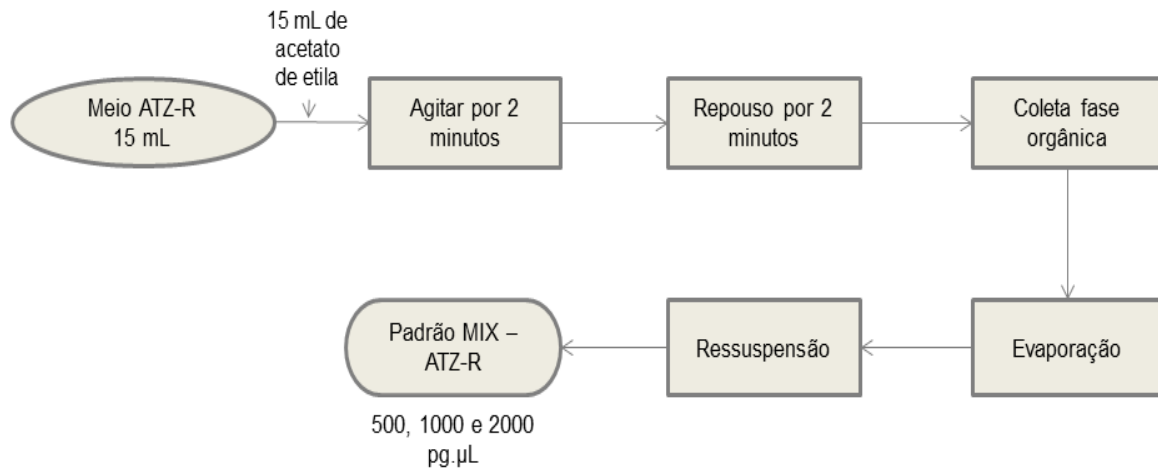 15 mL de
acetato
de etila
Meio ATZ-R
15 mL
Agitar por 2
minutos
Repouso por 2
minutos
Coleta fase
orgânica
Padrão MIX –
ATZ-R
Ressuspensão
Evaporação
500, 1000 e 2000
pg.µL